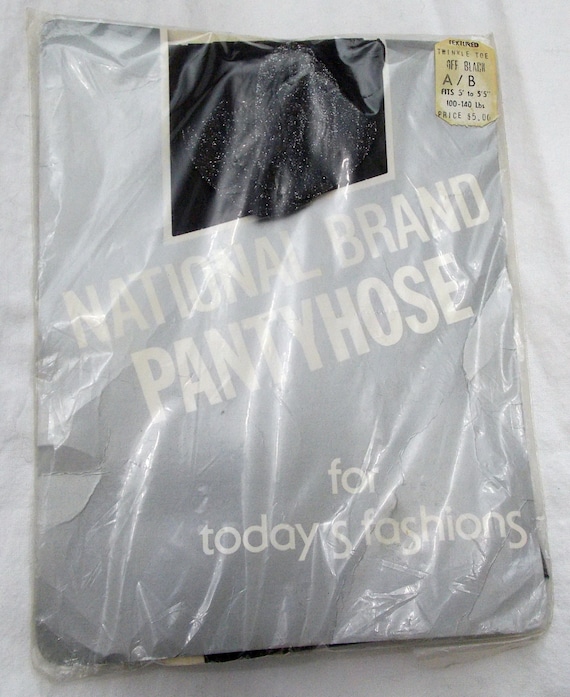 TEXTURED
TWINKLE TOE
OFF BLACK
A/B
FITS 5' to 5'5"
100-140 Lbs
PRICE $5.00
NATIONAL BRAND
PANTYHOSE
for
today's fashions